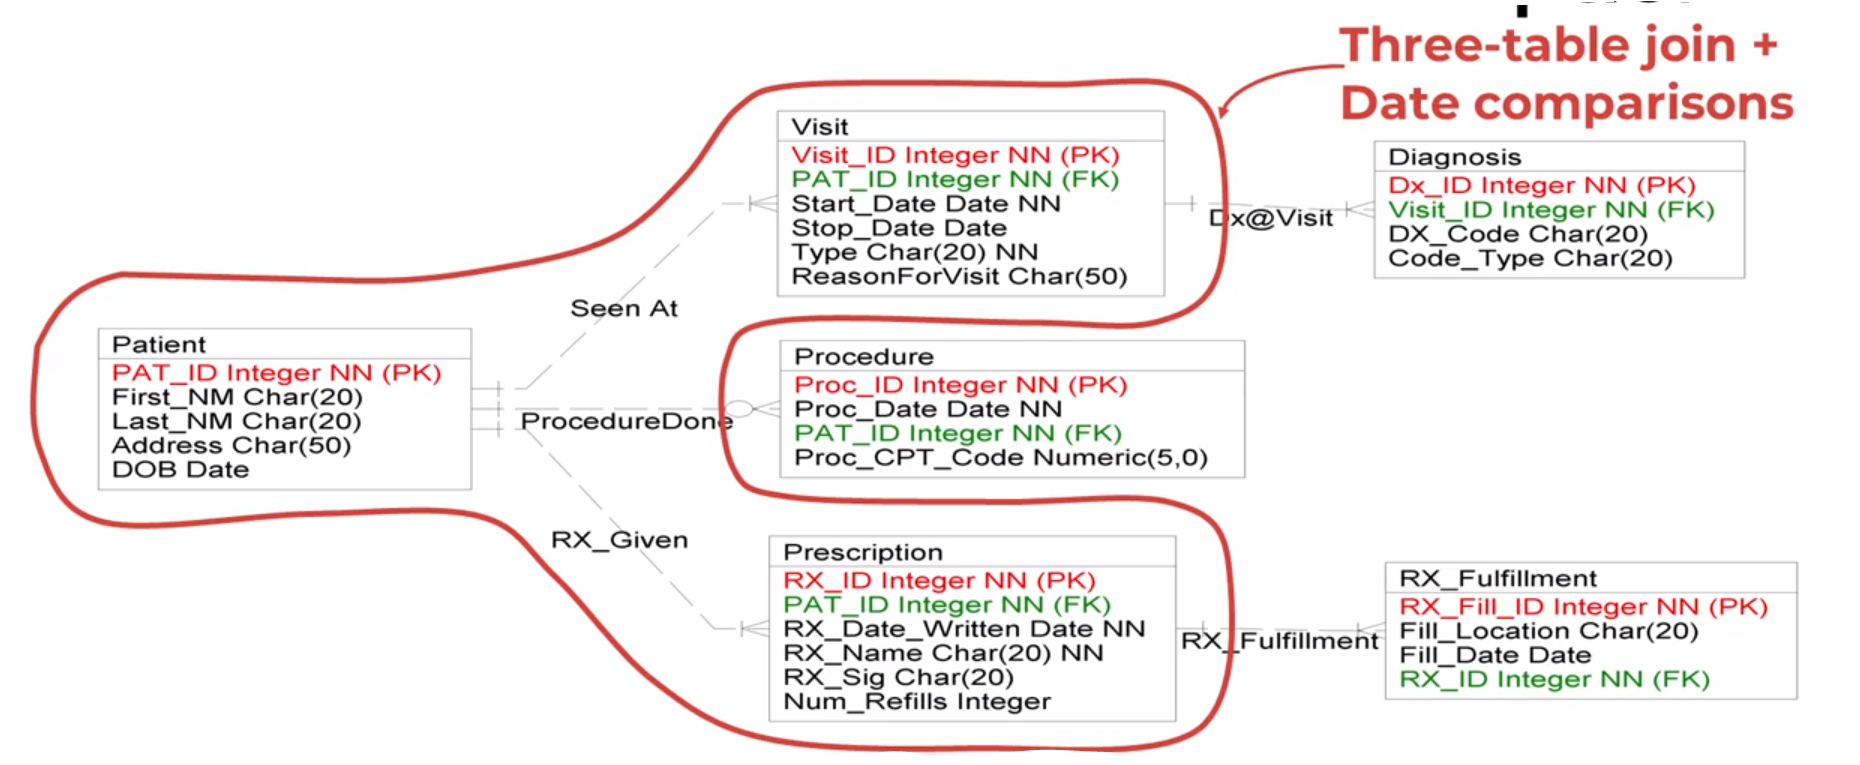 Three-table join +
Date comparisons
Visit
Visit_ID Integer NN (PK)
PAT_ID Integer NN (FK)
Start_Date Date NN
Stop_Date Date
Type Char(20) NN
ReasonForVisit Char(50)
Dx@Visit
Diagnosis
Dx_ID Integer NN (PK)
Visit_ID Integer NN (FK)
DX_Code Char(20)
Code_Type Char(20)
Seen At
Patient
PAT_ID Integer NN (PK)
First_NM Char(20)
Last_NM Char(20)
Address Char(50)
DOB Date
ProcedureDone
Procedure
Proc_ID Integer NN (PK)
Proc_Date Date NN
PAT_ID Integer NN (FK)
Proc_CPT_Code Numeric(5,0)
RX_Given
Prescription
RX_ID Integer NN (PK)
PAT_ID Integer NN (FK)
RX_Date_Written Date NN
RX_Name Char(20) NN
RX_Sig Char(20)
Num_Refills Integer
RX_Fulfillment
RX_Fulfillment
RX_Fill_ID Integer NN (PK)
Fill_Location Char(20)
Fill_Date Date
RX_ID Integer NN (FK)